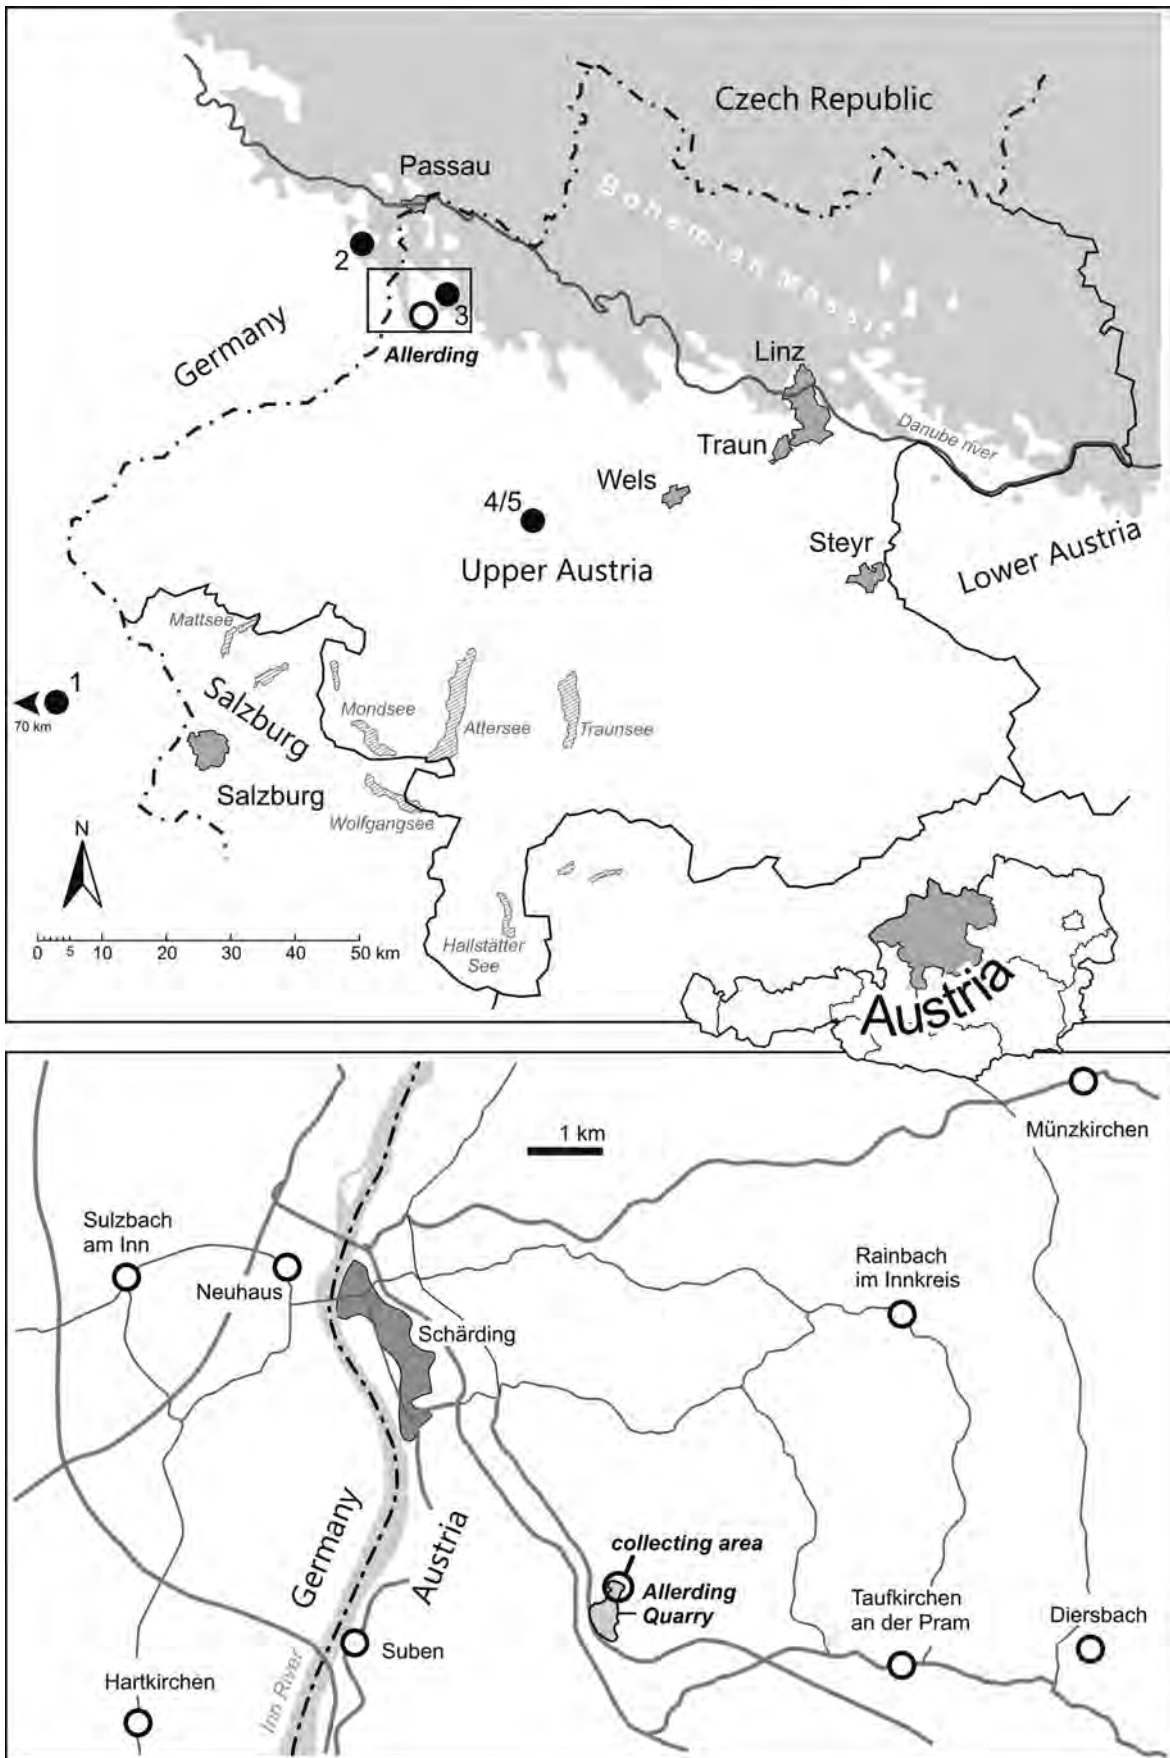 Czech Republic
Passau
Bohemian Massif
2
3
Germany
Allerding
Linz
Danube river
Traun
Wels
4/5
Steyr
Upper Austria
Lower Austria
Mattsee
1
70 km
Salzburg
Mondsee
Attersee
Traunsee
Salzburg
Wolfgangsee
N
Hallstätter
See
0 5 10 20 30 40 50 km
Austria
1 km
Münzkirchen
Sulzbach
am Inn
Neuhaus
Rainbach
im Innkreis
Schärding
Germany
Austria
collecting area
Allerding
Quarry
Taufkirchen
an der Pram
Diersbach
Suben
Hartkirchen
Inn River